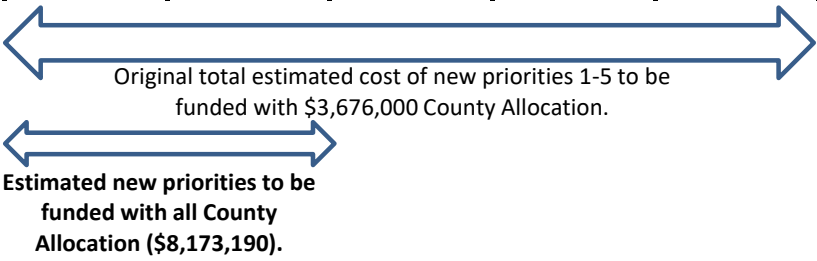 Original total estimated cost of new priorities 1-5 to be
funded with $3,676,000 County Allocation.
Estimated new priorities to be
funded with all County
Allocation ($8,173,190).